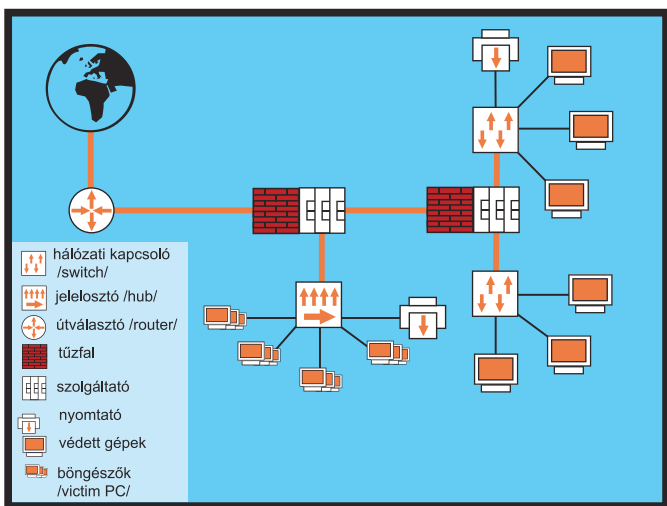 hálózati kapcsoló
/switch/
jelelosztó /hub/
útválasztó /router/
tűzfal
szolgáltató
nyomtató
védett gépek
böngészők
/victim PC/